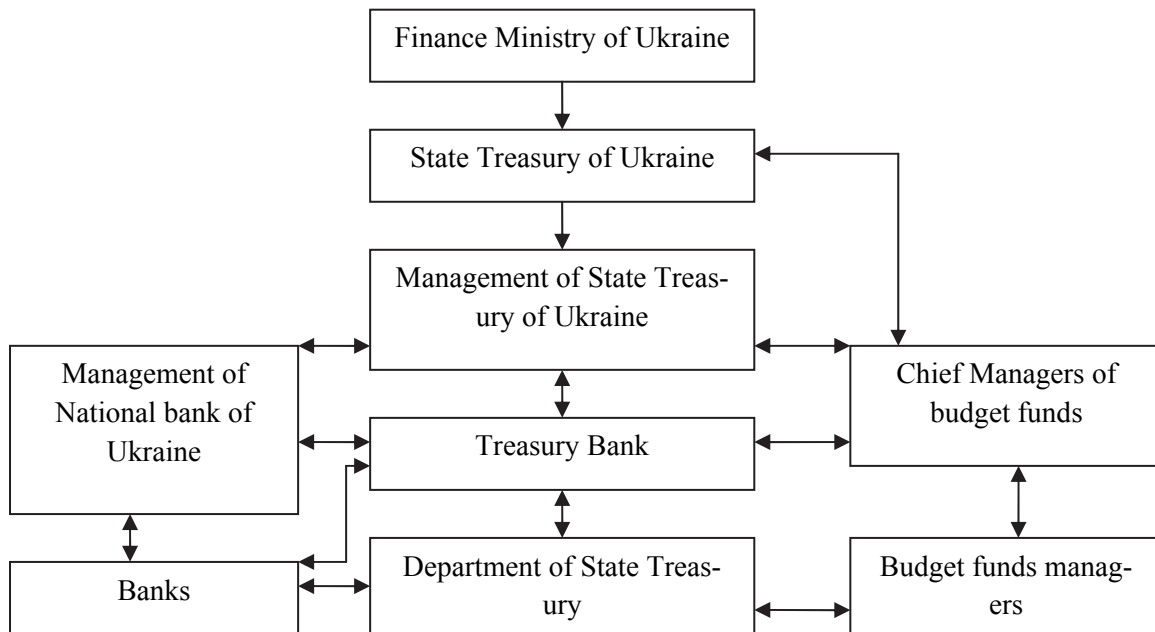 Finance Ministry of Ukraine
State Treasury of Ukraine
Management of State Treas-
ury of Ukraine
Management of
National bank of
Ukraine
Chief Managers of
budget funds
Treasury Bank
Banks
Department of State Treas-
ury
Budget funds manag-
ers